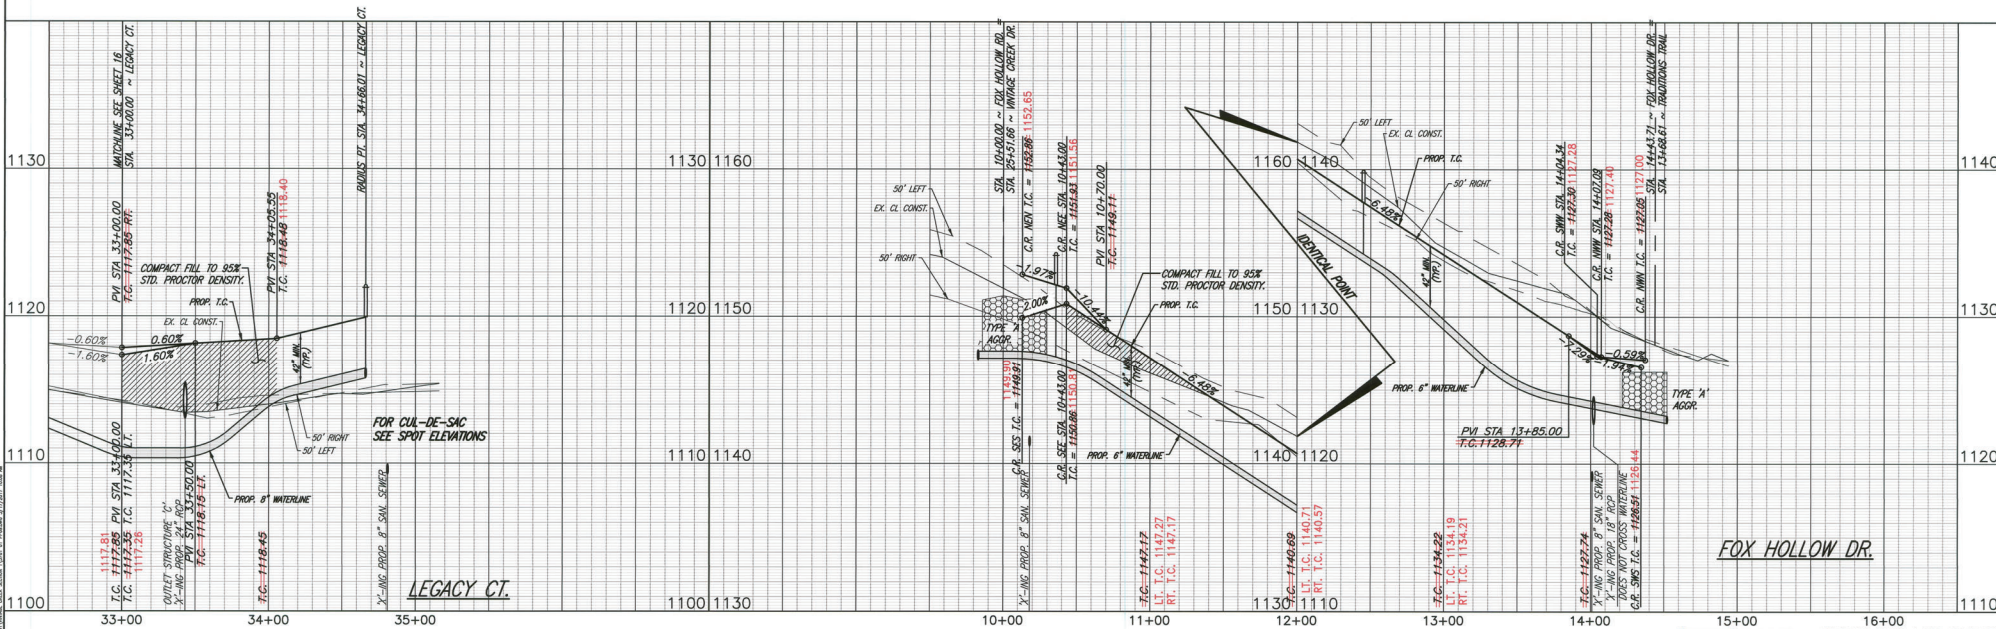 MATCHLINE SEE SHEET 16
STA. 33+00.00 ~ LEGACY CT.
PVI STA 33+00.00
T.C. 1117.85 RT.
COMPACT FILL TO 95%
STD. PROCTOR DENSITY.
PROP. T.C.
EX. CL CONST.
PVI STA 34+05.55
T.C. 1118.48 1118.40
RADIUS PT. STA. 34+66.01 ~ LEGACY CT.
-0.60%
0.60%
-1.60%
1.60%
42" MIN.
(TYP.)
50' RIGHT
50' LEFT
FOR CUL-DE-SAC
SEE SPOT ELEVATIONS
PROP. 8" WATERLINE
1117.81
T.C. 1117.85 PVI STA 33+00.00
T.C. 1117.35 T.C. 1117.35 LT.
1117.26
OUTLET STRUCTURE 'C'
'X'-ING PROP. 24" RCP
PVI STA 33+50.00
T.C. 1118.15 LT.
T.C. 1118.45
'X'-ING PROP. 8" SAN. SEWER
LEGACY CT.
1130
1120
1110
1100
33+00
34+00
35+00
1130 1160
1120 1150
1110 1140
1100 1130
STA. 10+00.00 ~ FOX HOLLOW RD. =
STA. 25+51.66 ~ VINTAGE CREEK DR.
C.R. NEN T.C. = 1152.86 1152.65
C.R. NEE STA. 10+43.00
T.C. = 1151.93 1151.56
PVI STA 10+70.00
T.C. 1149.11
50' LEFT
EX. CL CONST.
50' RIGHT
-1.97%
2.00%
-10.44%
COMPACT FILL TO 95%
STD. PROCTOR DENSITY.
PROP. T.C.
TYPE 'A'
AGGR.
42" MIN.
(TYP.)
-6.48%
1149.90
C.R. SES T.C. = 1149.91
C.R. SEE STA. 10+43.00
T.C. = 1150.86 1150.81
PROP. 6" WATERLINE
'X'-ING PROP. 8" SAN. SEWER
T.C. 1147.17
LT. T.C. 1147.27
RT. T.C. 1147.17
T.C. 1140.69
LT. T.C. 1140.71
RT. T.C. 1140.57
IDENTICAL POINT
1160 1140
1150 1130
1140 1120
1130 1110
50' LEFT
EX. CL CONST.
PROP. T.C.
50' RIGHT
-6.48%
42" MIN.
(TYP.)
PROP. 6" WATERLINE
C.R. SWW STA. 14+04.34
T.C. = 1127.30 1127.28
C.R. NWW STA. 14+07.09
T.C. = 1127.28 1127.40
C.R. NWN T.C. = 1127.05 1127.00
STA. 14+43.71 ~ FOX HOLLOW DR. =
STA. 13+68.61 ~ TRADITIONS TRAIL
-7.29%
-0.59%
-1.94%
TYPE 'A'
AGGR.
PVI STA 13+85.00
T.C. 1128.71
T.C. 1134.22
LT. T.C. 1134.19
RT. T.C. 1134.21
T.C. 1127.74
'X'-ING PROP. 8" SAN. SEWER
'X'-ING PROP. 18" RCP
DOES NOT CROSS WATERLINE
C.R. SWS T.C. = 1126.51 1126.44
FOX HOLLOW DR.
1140
1130
1120
1110
10+00
11+00
12+00
13+00
14+00
15+00
16+00